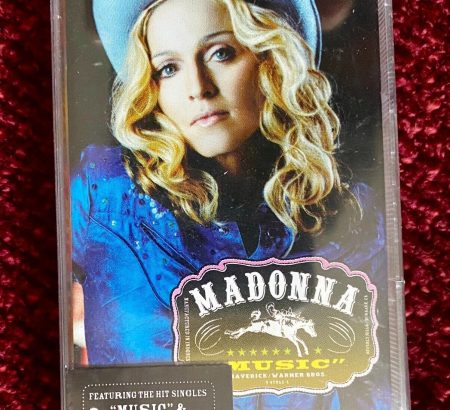 MADONNA
"MUSIC"
MAVERICK/WARNER BROS.
FEATURING THE HIT SINGLES
"MUSIC" &